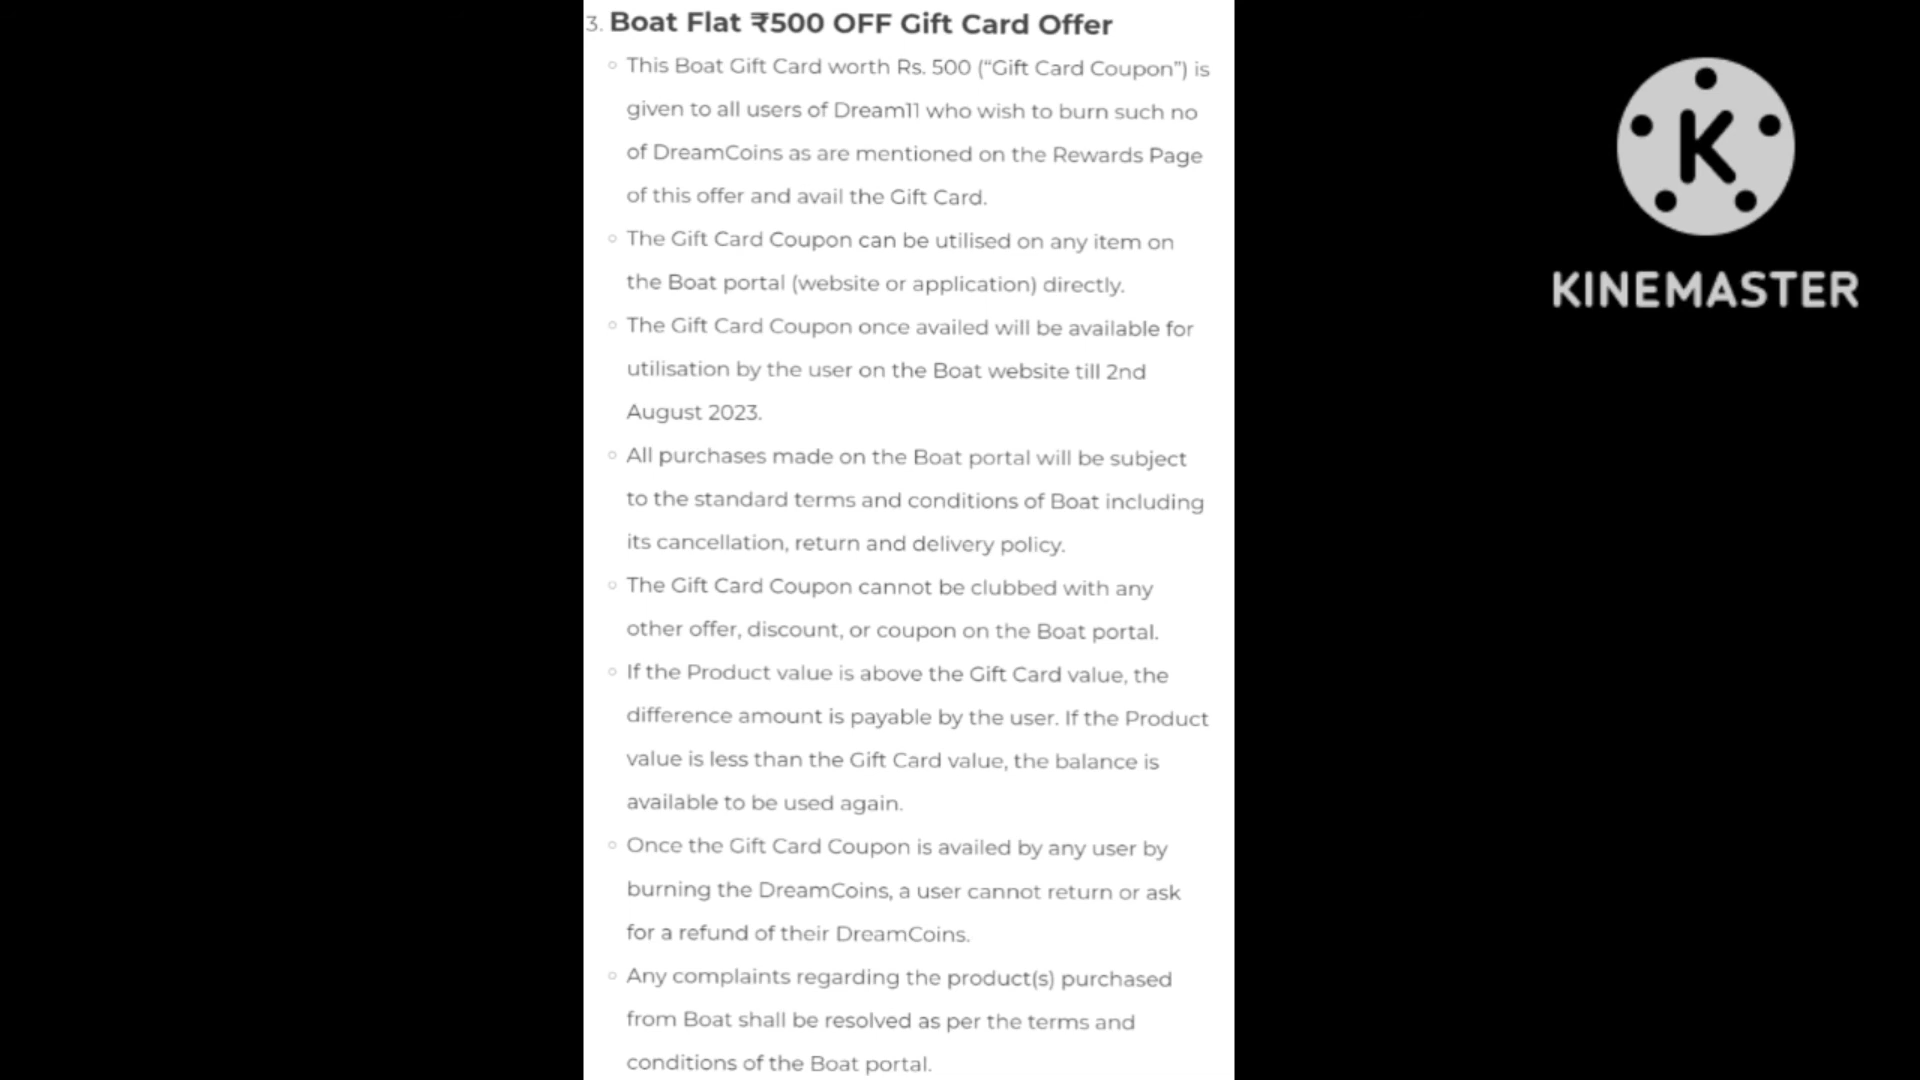 3. Boat Flat ₹500 OFF Gift Card Offer
○ This Boat Gift Card worth Rs. 500 (“Gift Card Coupon”) is
given to all users of Dream11 who wish to burn such no
of DreamCoins as are mentioned on the Rewards Page
of this offer and avail the Gift Card.
○ The Gift Card Coupon can be utilised on any item on
the Boat portal (website or application) directly.
○ The Gift Card Coupon once availed will be available for
utilisation by the user on the Boat website till 2nd
August 2023.
○ All purchases made on the Boat portal will be subject
to the standard terms and conditions of Boat including
its cancellation, return and delivery policy.
○ The Gift Card Coupon cannot be clubbed with any
other offer, discount, or coupon on the Boat portal.
○ If the Product value is above the Gift Card value, the
difference amount is payable by the user. If the Product
value is less than the Gift Card value, the balance is
available to be used again.
○ Once the Gift Card Coupon is availed by any user by
burning the DreamCoins, a user cannot return or ask
for a refund of their DreamCoins.
○ Any complaints regarding the product(s) purchased
from Boat shall be resolved as per the terms and
conditions of the Boat portal.
K
KINEMASTER